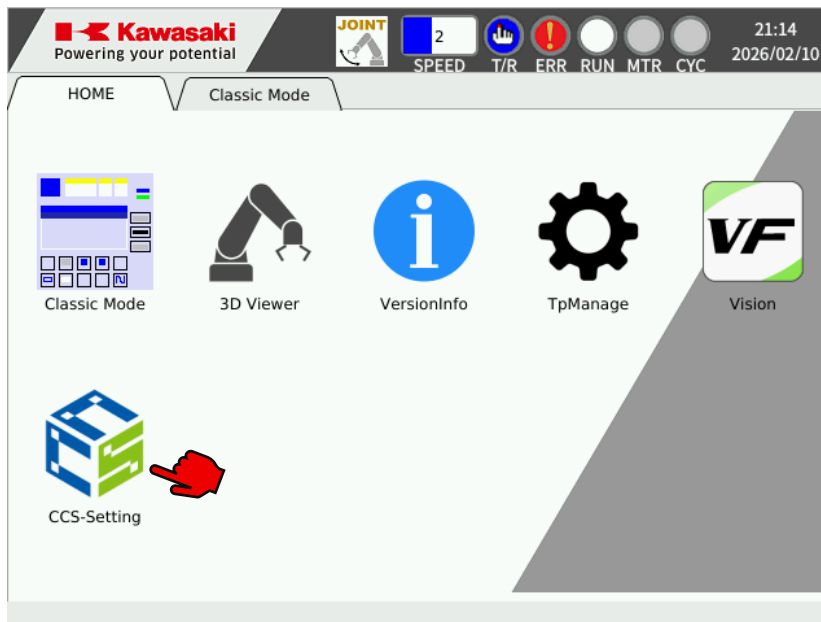 Kawasaki
Powering your potential
JOINT
2
SPEED T/R ERR RUN MTR CYC
21:14
2026/02/10
HOME
Classic Mode
VF
Classic Mode
3D Viewer
VersionInfo
TpManage
Vision
CCS-Setting